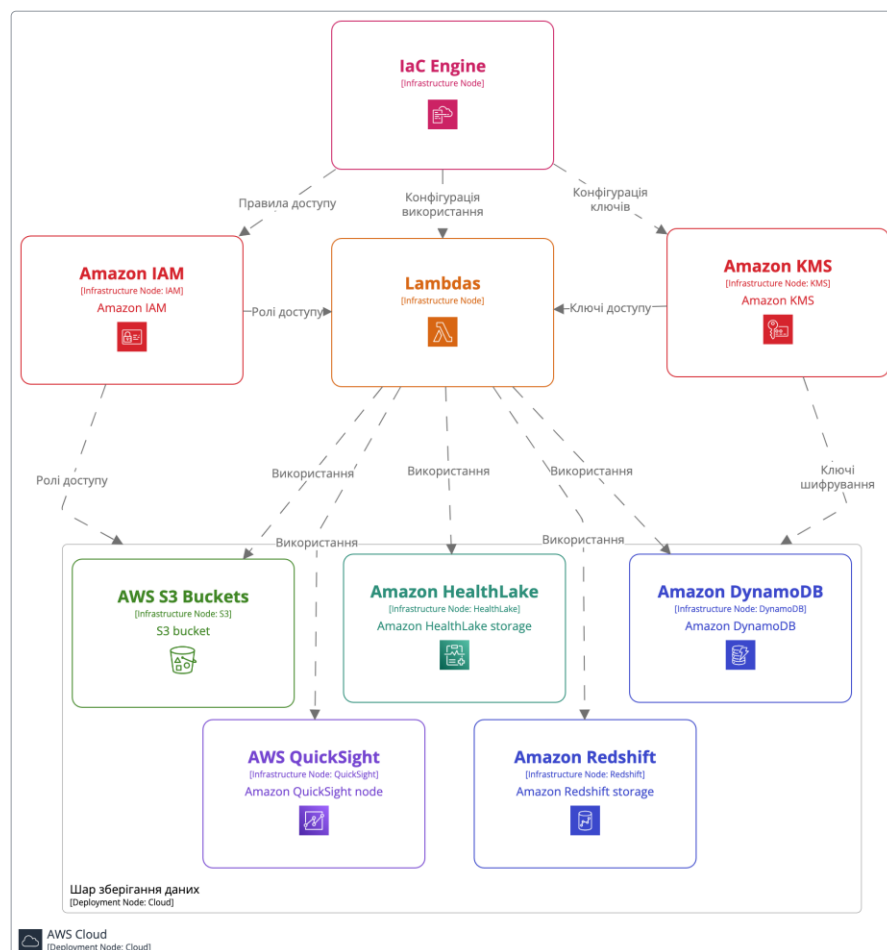 IaC Engine
[Infrastructure Node]
Правила доступу
Конфігурація
використання
Конфігурація
ключів
Amazon IAM
[Infrastructure Node: IAM]
Amazon IAM
Ролі доступу
Lambdas
[Infrastructure Node]
Ключі доступу
Amazon KMS
[Infrastructure Node: KMS]
Amazon KMS
Ролі доступу
Використання
Використання
Використання
Ключі
шифрування
Використання
Використання
AWS S3 Buckets
[Infrastructure Node: S3]
S3 bucket
Amazon HealthLake
[Infrastructure Node: HealthLake]
Amazon HealthLake storage
Amazon DynamoDB
[Infrastructure Node: DynamoDB]
Amazon DynamoDB
AWS QuickSight
[Infrastructure Node: QuickSight]
Amazon QuickSight node
Amazon Redshift
[Infrastructure Node: Redshift]
Amazon Redshift storage
Шар зберігання даних
[Deployment Node: Cloud]
AWS Cloud
[Deployment Node: Cloud]